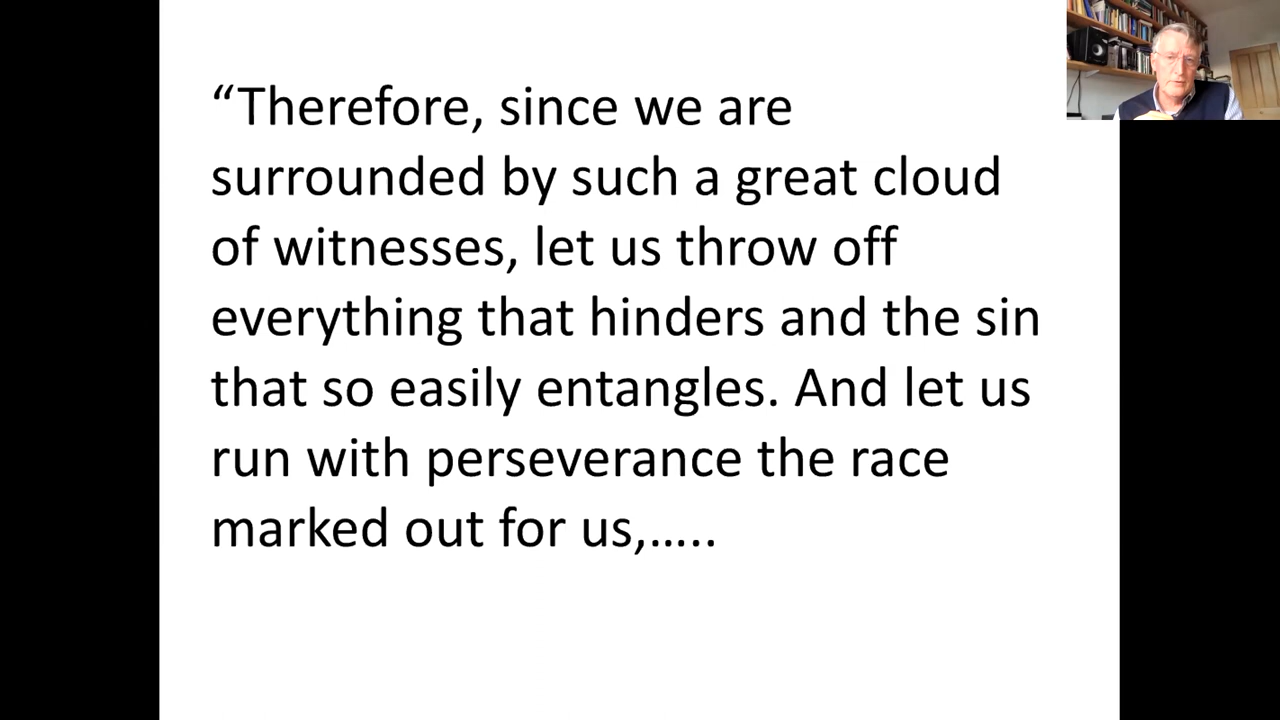 “Therefore, since we are
surrounded by such a great cloud
of witnesses, let us throw off
everything that hinders and the sin
that so easily entangles. And let us
run with perseverance the race
marked out for us,…..